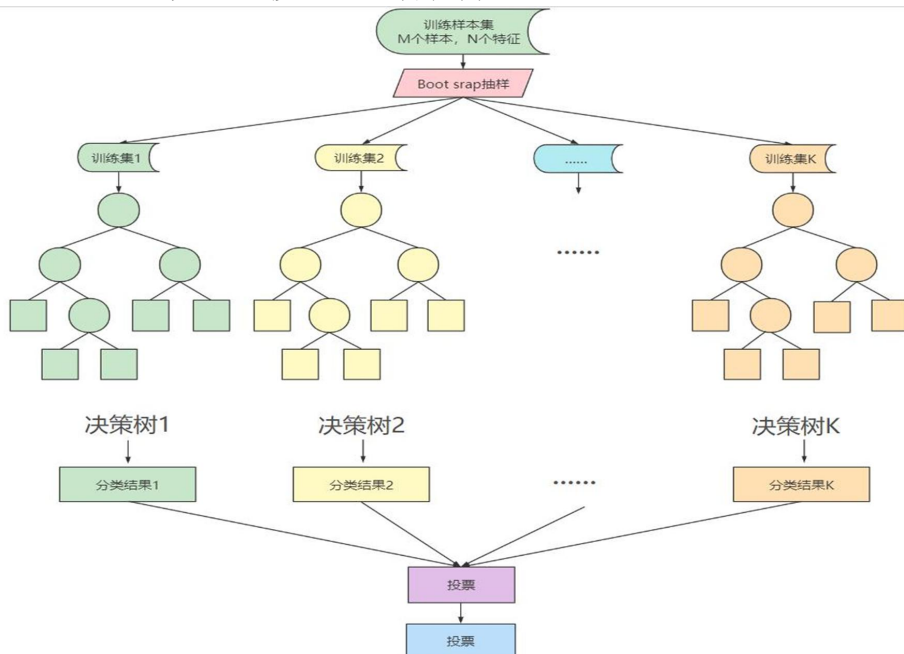 训练样本集
M个样本，N个特征
Boot srap抽样
训练集1
训练集2
......
训练集K
......
决策树1
决策树2
决策树K
分类结果1
分类结果2
......
分类结果K
投票
投票